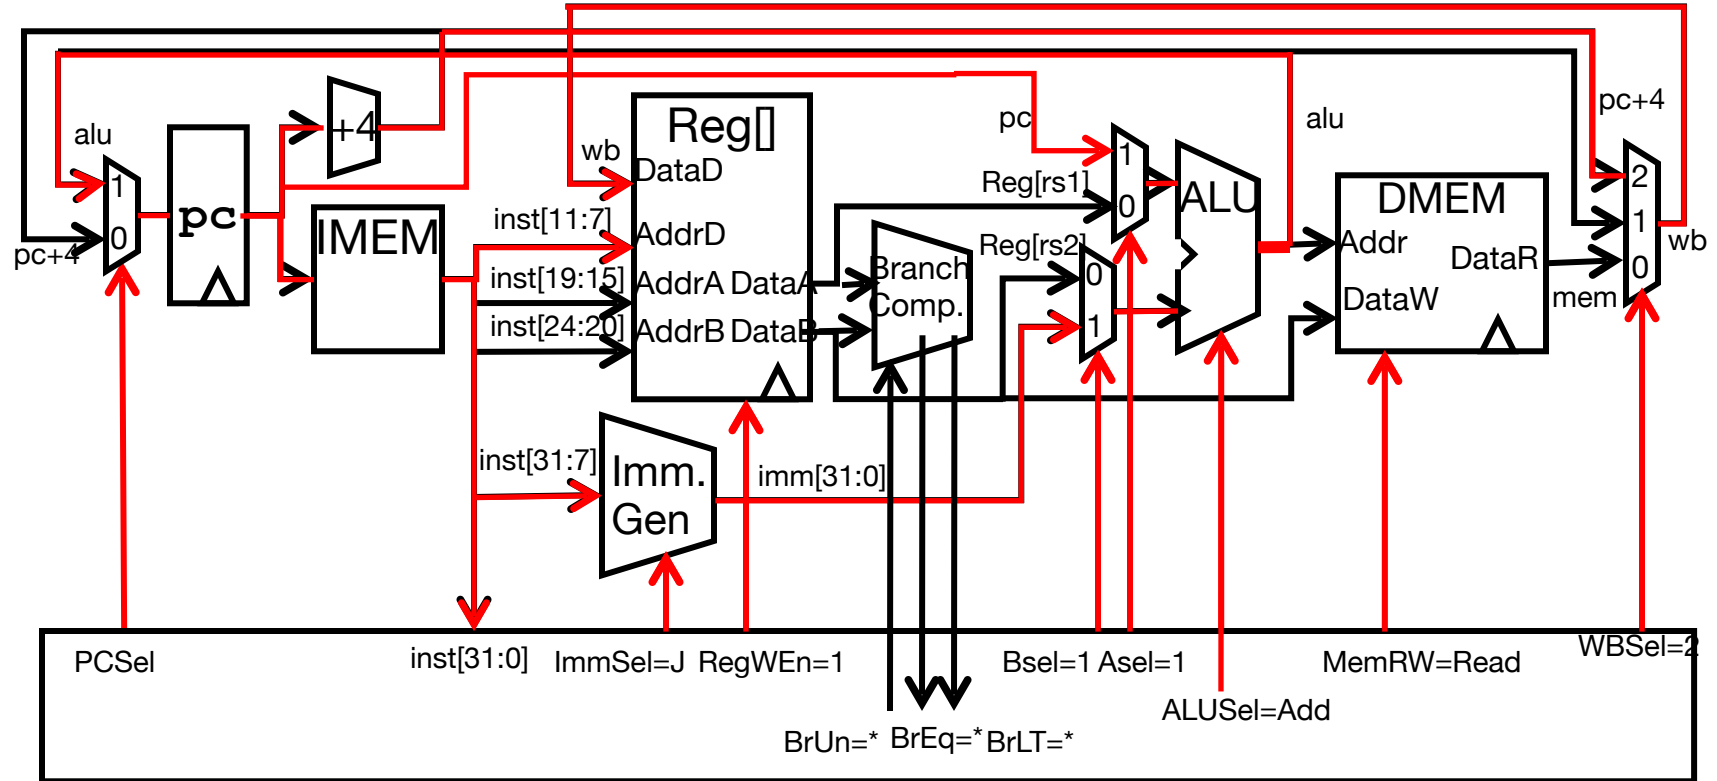 pc+4
alu
1
0
pc+4
pc
+4
IMEM
wb
Reg[]
DataD
AddrD
AddrA DataA
AddrB DataB
inst[11:7]
inst[19:15]
inst[24:20]
inst[31:7]
Imm.
Gen
imm[31:0]
Branch
Comp.
pc
Reg[rs1]
Reg[rs2]
1
0
0
1
ALU
alu
DMEM
Addr
DataR
DataW
mem
2
1
0
wb
PCSel
inst[31:0]
ImmSel=J
RegWEn=1
BrUn=*
BrEq=*
BrLT=*
Bsel=1
Asel=1
ALUSel=Add
MemRW=Read
WBSel=2